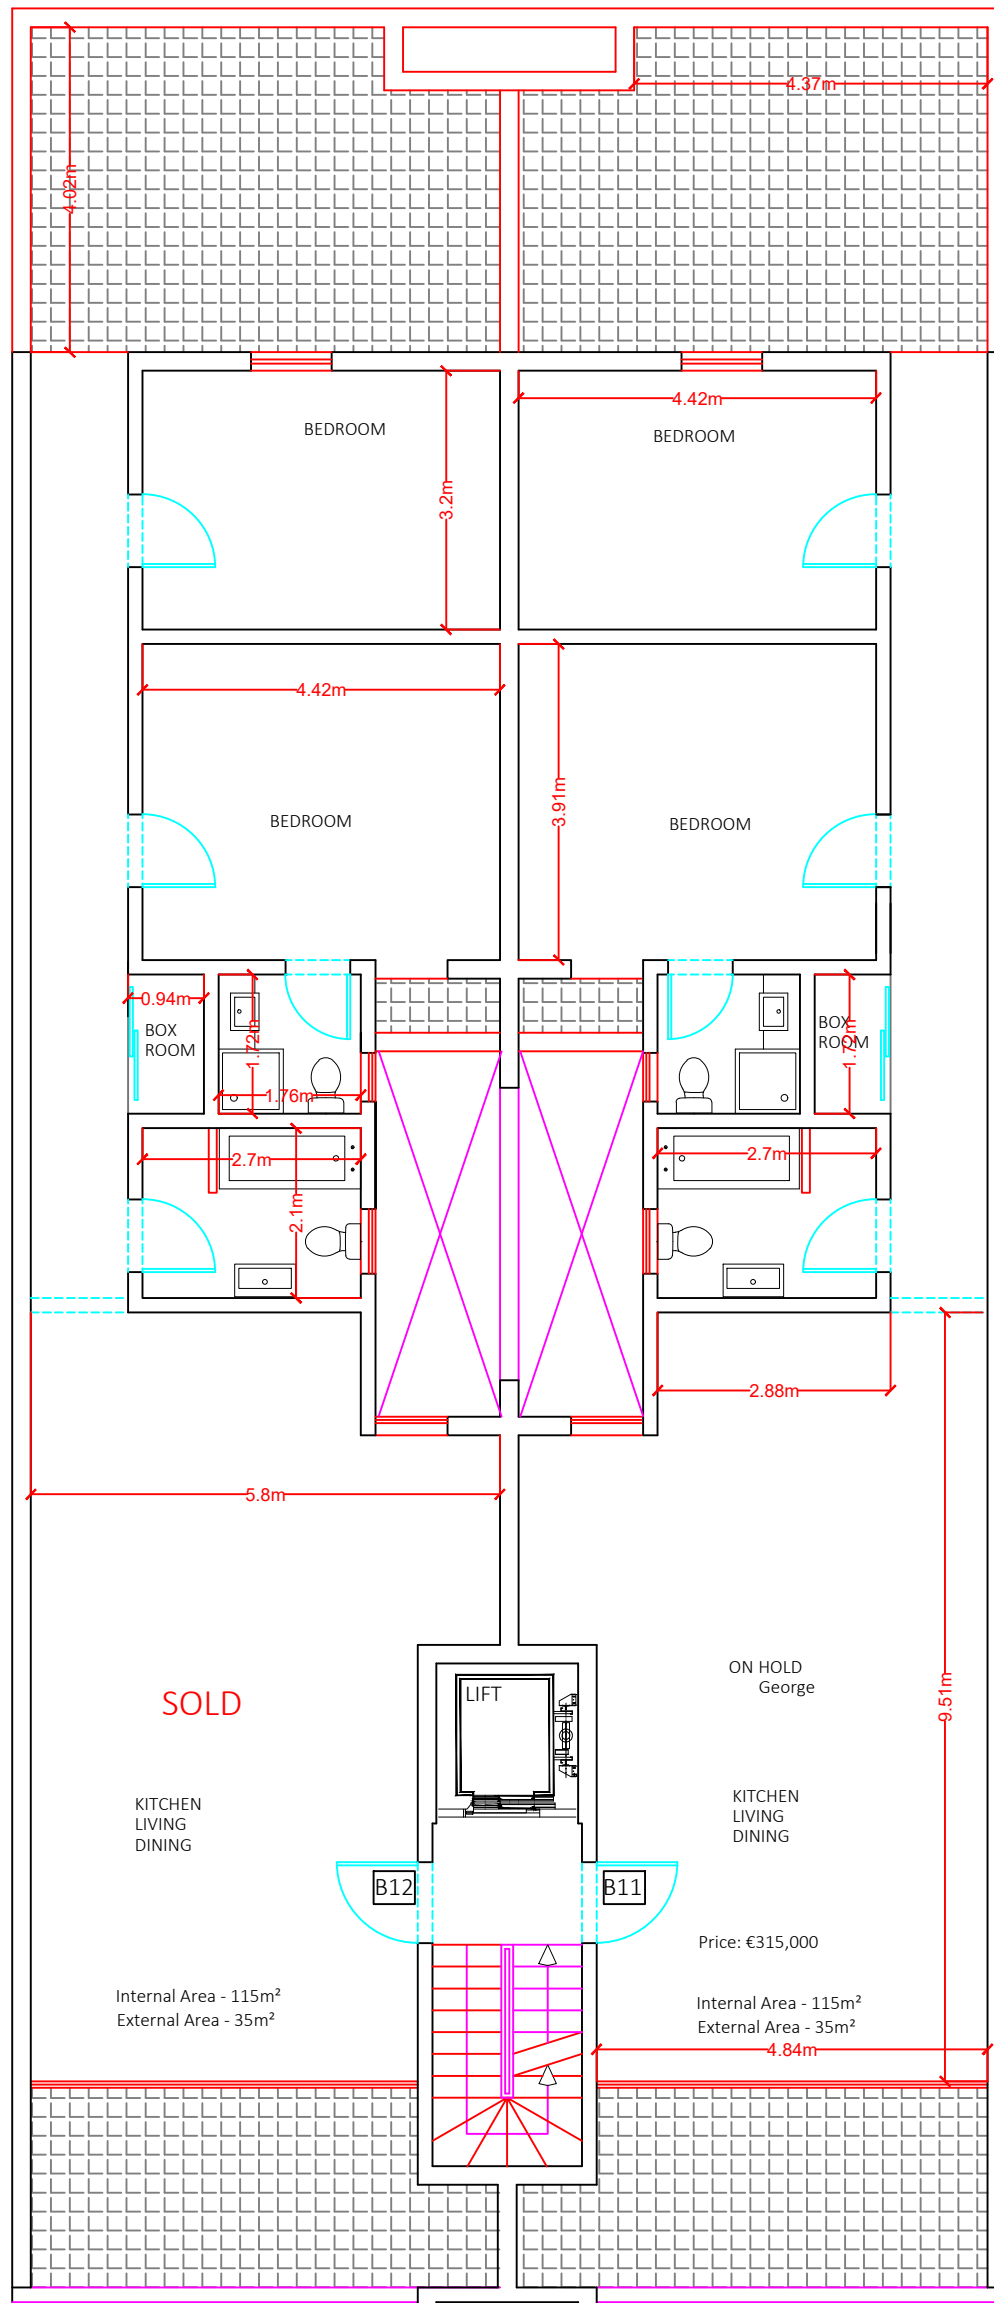 4.37m
4.02m
BEDROOM
BEDROOM
4.42m
3.2m
4.42m
3.91m
BEDROOM
BEDROOM
0.94m
BOX
ROOM
1.72m
1.76m
BOX
ROOM
1.72m
2.7m
2.1m
2.7m
2.88m
5.8m
9.51m
SOLD
LIFT
ON HOLD
George
KITCHEN
LIVING
DINING
KITCHEN
LIVING
DINING
B12
B11
Price: €315,000
Internal Area - 115m²
External Area - 35m²
Internal Area - 115m²
External Area - 35m²
4.84m